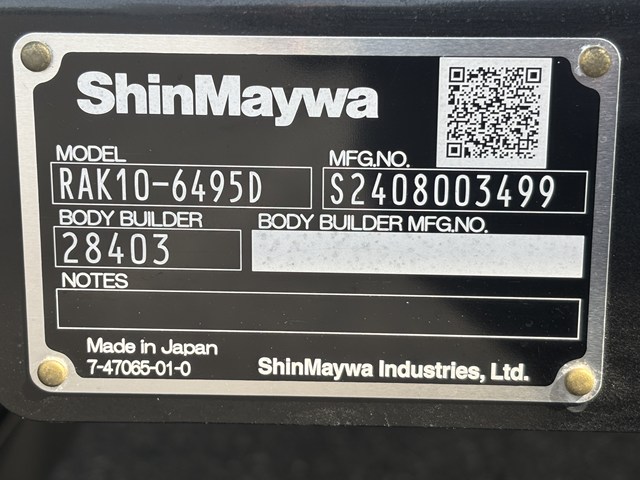 ShinMaywa
MODEL
MFG.NO.
RAK10-6495D
S2408003499
BODY BUILDER
BODY BUILDER MFG.NO.
28403
NOTES
Made in Japan
7-47065-01-0
ShinMaywa Industries, Ltd.